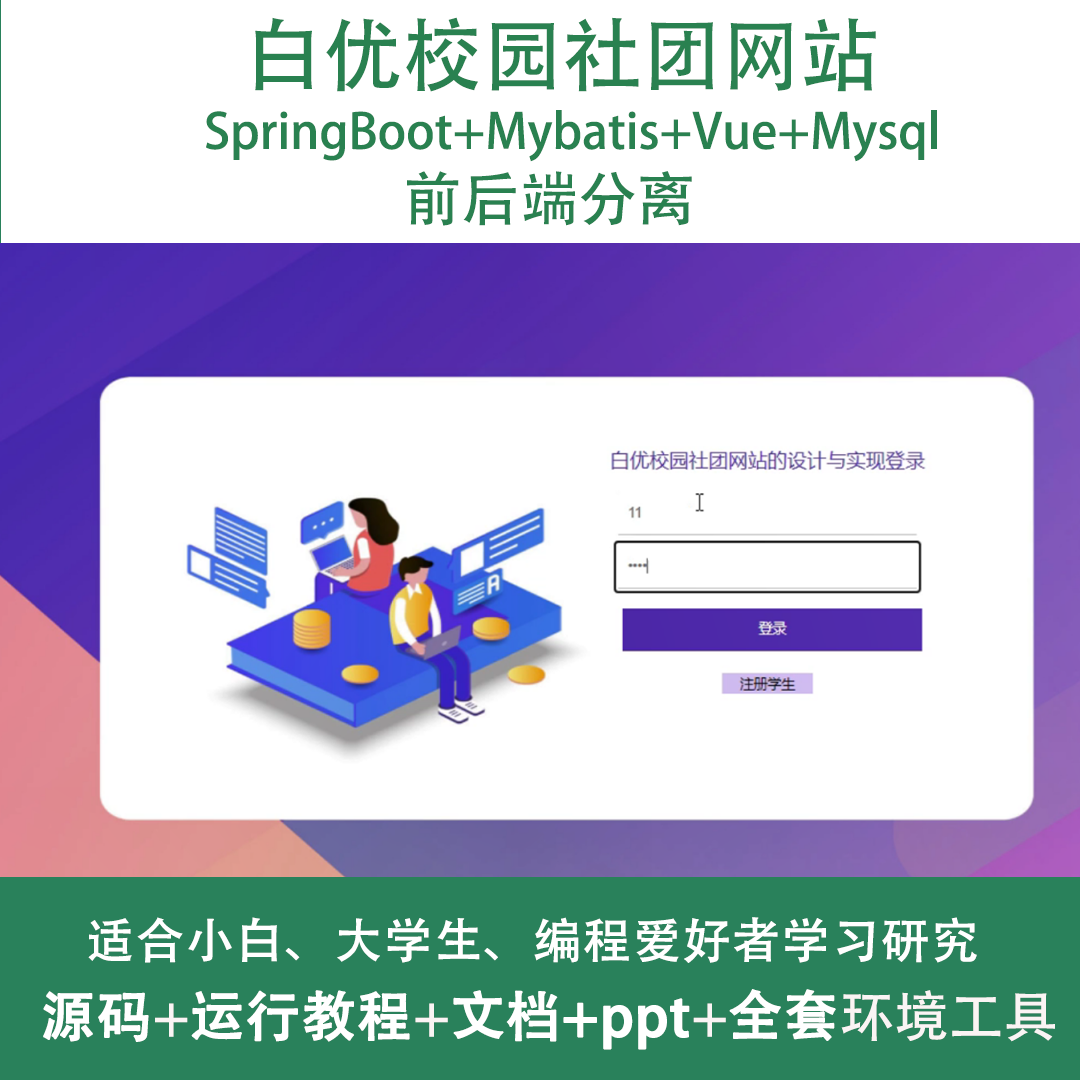 白优校园社团网站
SpringBoot+Mybatis+Vue+Mysql
前后端分离
白优校园社团网站的设计与实现登录
11
••••
登录
注册学生
A
适合小白、大学生、编程爱好者学习研究
源码+运行教程+文档+ppt+全套环境工具